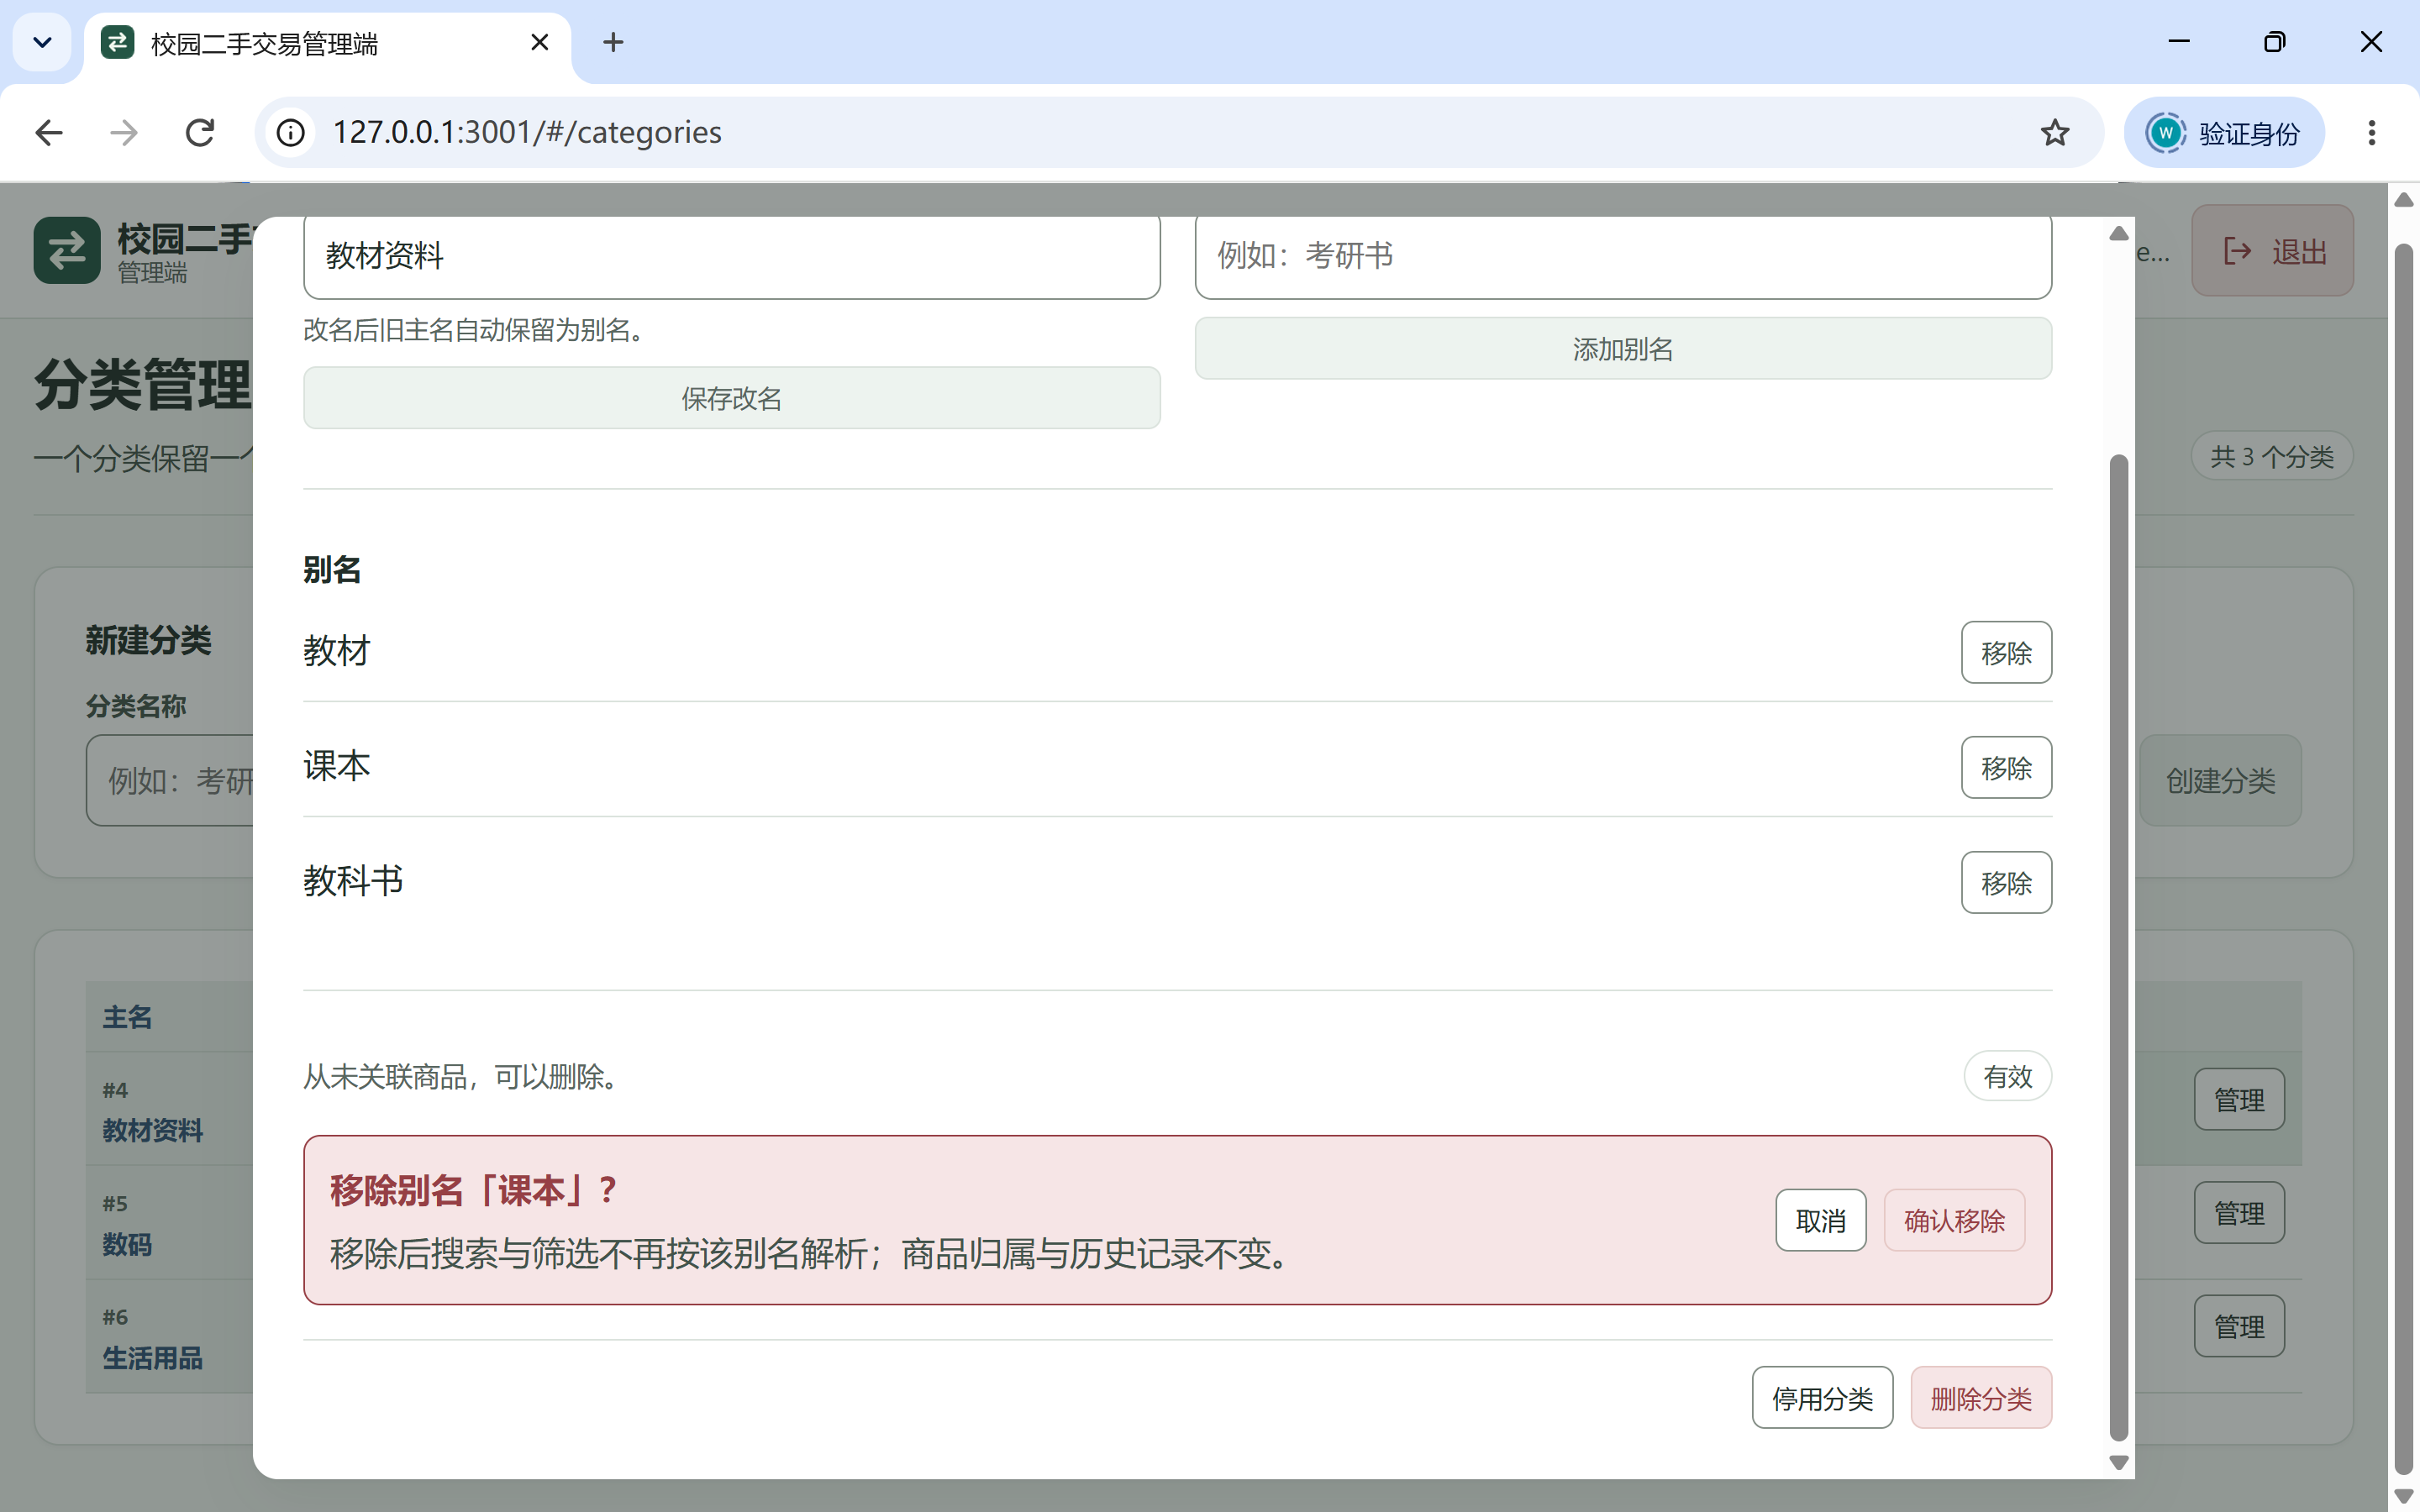 校园二手交易管理端
127.0.0.1:3001/#/categories
W 验证身份
校园二手
管理端
e...
退出
分类管理
一个分类保留一个
共 3 个分类
新建分类
分类名称
例如：考研
创建分类
主名
#4
教材资料
管理
#5
数码
管理
#6
生活用品
管理
教材资料
改名后旧主名自动保留为别名。
保存改名
例如：考研书
添加别名
别名
教材
移除
课本
移除
教科书
移除
从未关联商品，可以删除。
有效
移除别名「课本」？
移除后搜索与筛选不再按该别名解析；商品归属与历史记录不变。
取消
确认移除
停用分类
删除分类